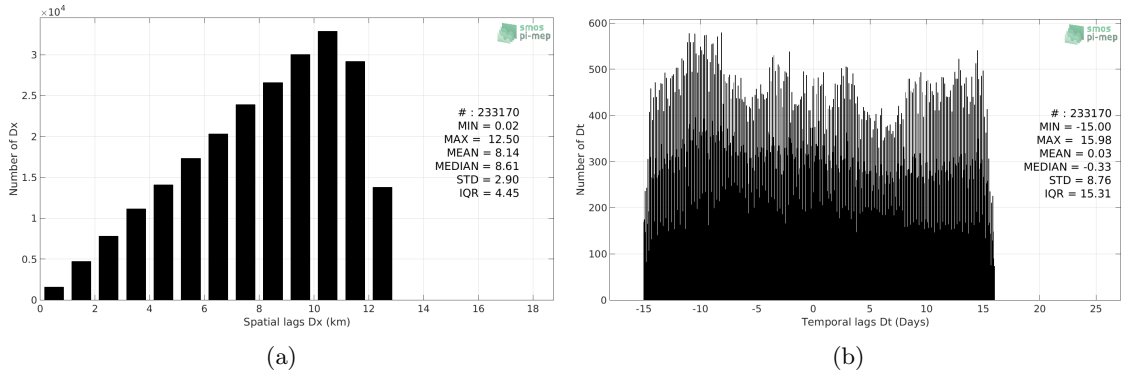 ×10⁴
3
2.5
2
1.5
1
0.5
0
Number of Dx
0 2 4 6 8 10 12 14 16 18
Spatial lags Dx (km)
smos
pi-mep
# : 233170
MIN = 0.02
MAX = 12.50
MEAN = 8.14
MEDIAN = 8.61
STD = 2.90
IQR = 4.45
(a)
600
500
400
300
200
100
0
Number of Dt
-15 -10 -5 0 5 10 15 20 25
Temporal lags Dt (Days)
smos
pi-mep
# : 233170
MIN = -15.00
MAX = 15.98
MEAN = 0.03
MEDIAN = -0.33
STD = 8.76
IQR = 15.31
(b)